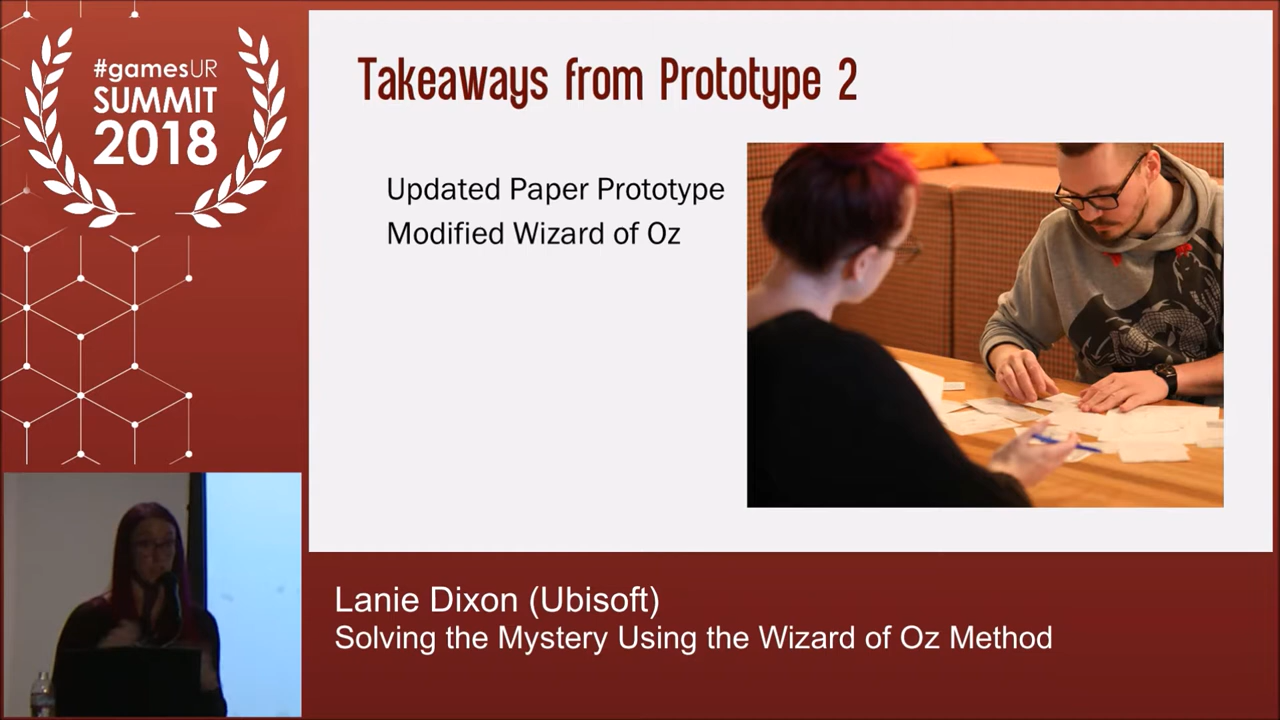 #gamesUR
SUMMIT
2018
Takeaways from Prototype 2
Updated Paper Prototype
Modified Wizard of Oz
Lanie Dixon (Ubisoft)
Solving the Mystery Using the Wizard of Oz Method